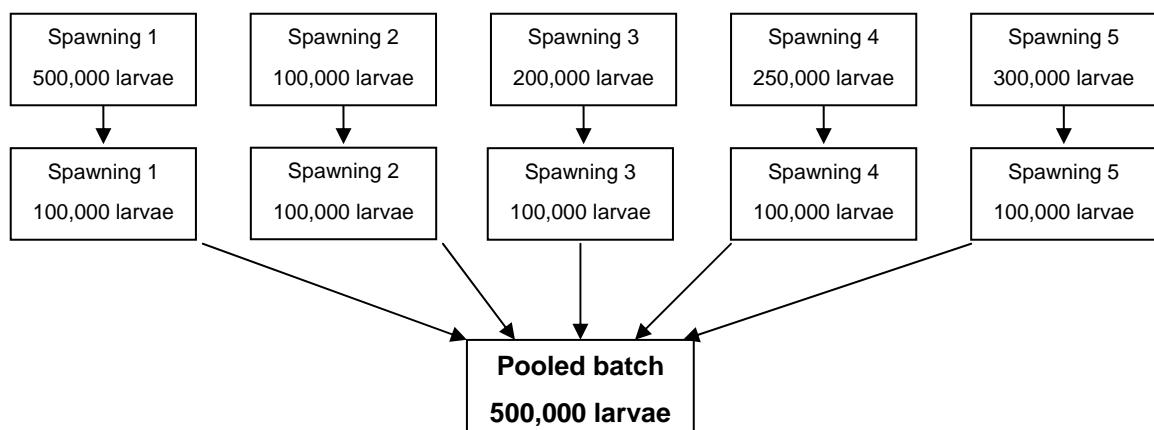 Spawning 1
500,000 larvae
Spawning 2
100,000 larvae
Spawning 3
200,000 larvae
Spawning 4
250,000 larvae
Spawning 5
300,000 larvae
Spawning 1
100,000 larvae
Spawning 2
100,000 larvae
Spawning 3
100,000 larvae
Spawning 4
100,000 larvae
Spawning 5
100,000 larvae
Pooled batch
500,000 larvae